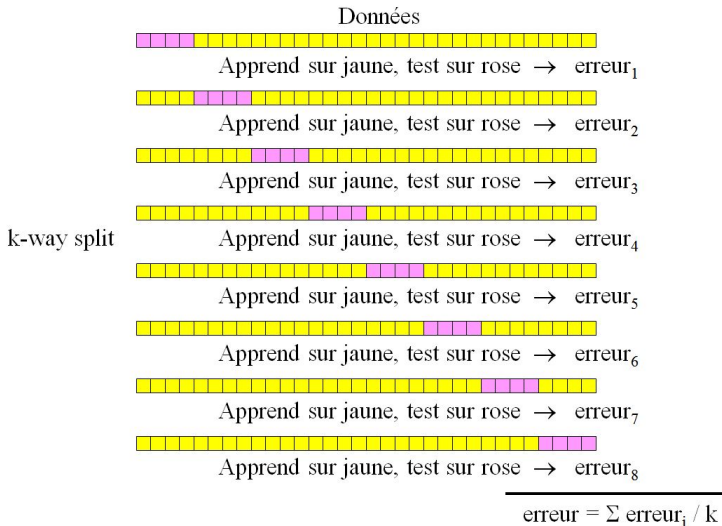 Données
Apprend sur jaune, test sur rose → erreur₁
Apprend sur jaune, test sur rose → erreur₂
Apprend sur jaune, test sur rose → erreur₃
Apprend sur jaune, test sur rose → erreur₄
k-way split
Apprend sur jaune, test sur rose → erreur₅
Apprend sur jaune, test sur rose → erreur₆
Apprend sur jaune, test sur rose → erreur₇
Apprend sur jaune, test sur rose → erreur₈
erreur = Σ erreurᵢ / k